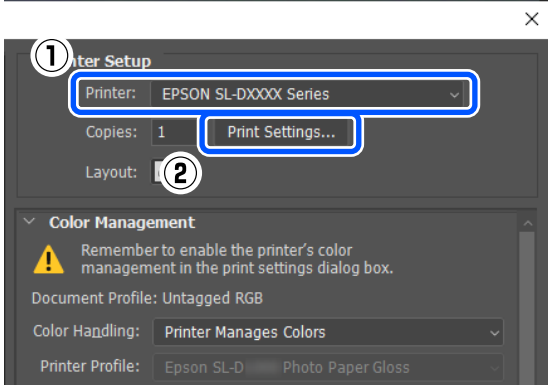 ①
Printer Setup
Printer: EPSON SL-DXXXX Series
Copies: 1 Print Settings...
Layout:
②
Color Management
Remember to enable the printer's color
management in the print settings dialog box.
Document Profile: Untagged RGB
Color Handling: Printer Manages Colors
Printer Profile: Epson SL-D Photo Paper Gloss